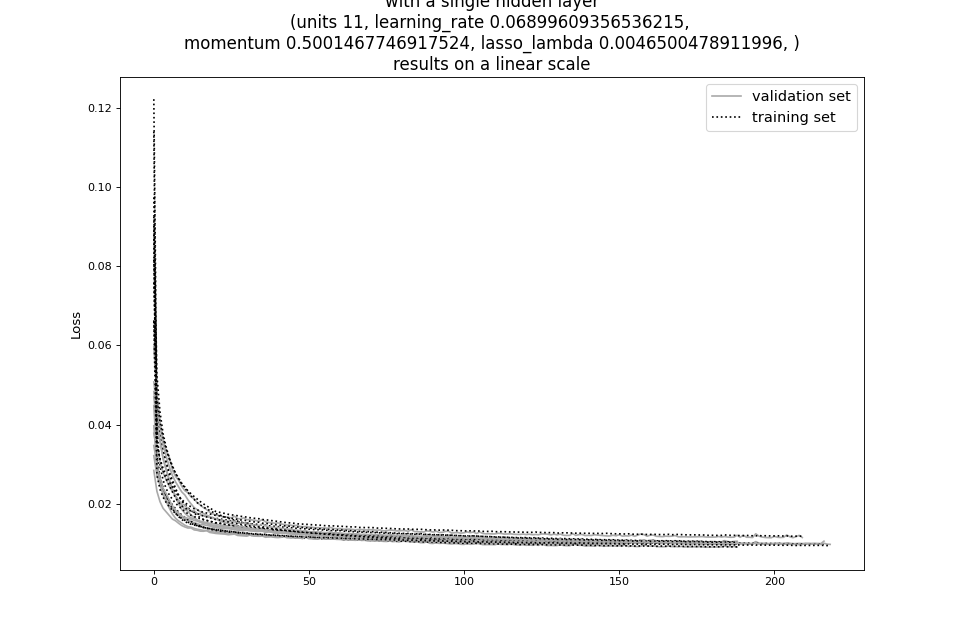 with a single hidden layer
(units 11, learning_rate 0.06899609356536215,
momentum 0.5001467746917524, lasso_lambda 0.0046500478911996, )
results on a linear scale
validation set
training set
0.12
0.10
0.08
0.06
0.04
0.02
Loss
0
50
100
150
200